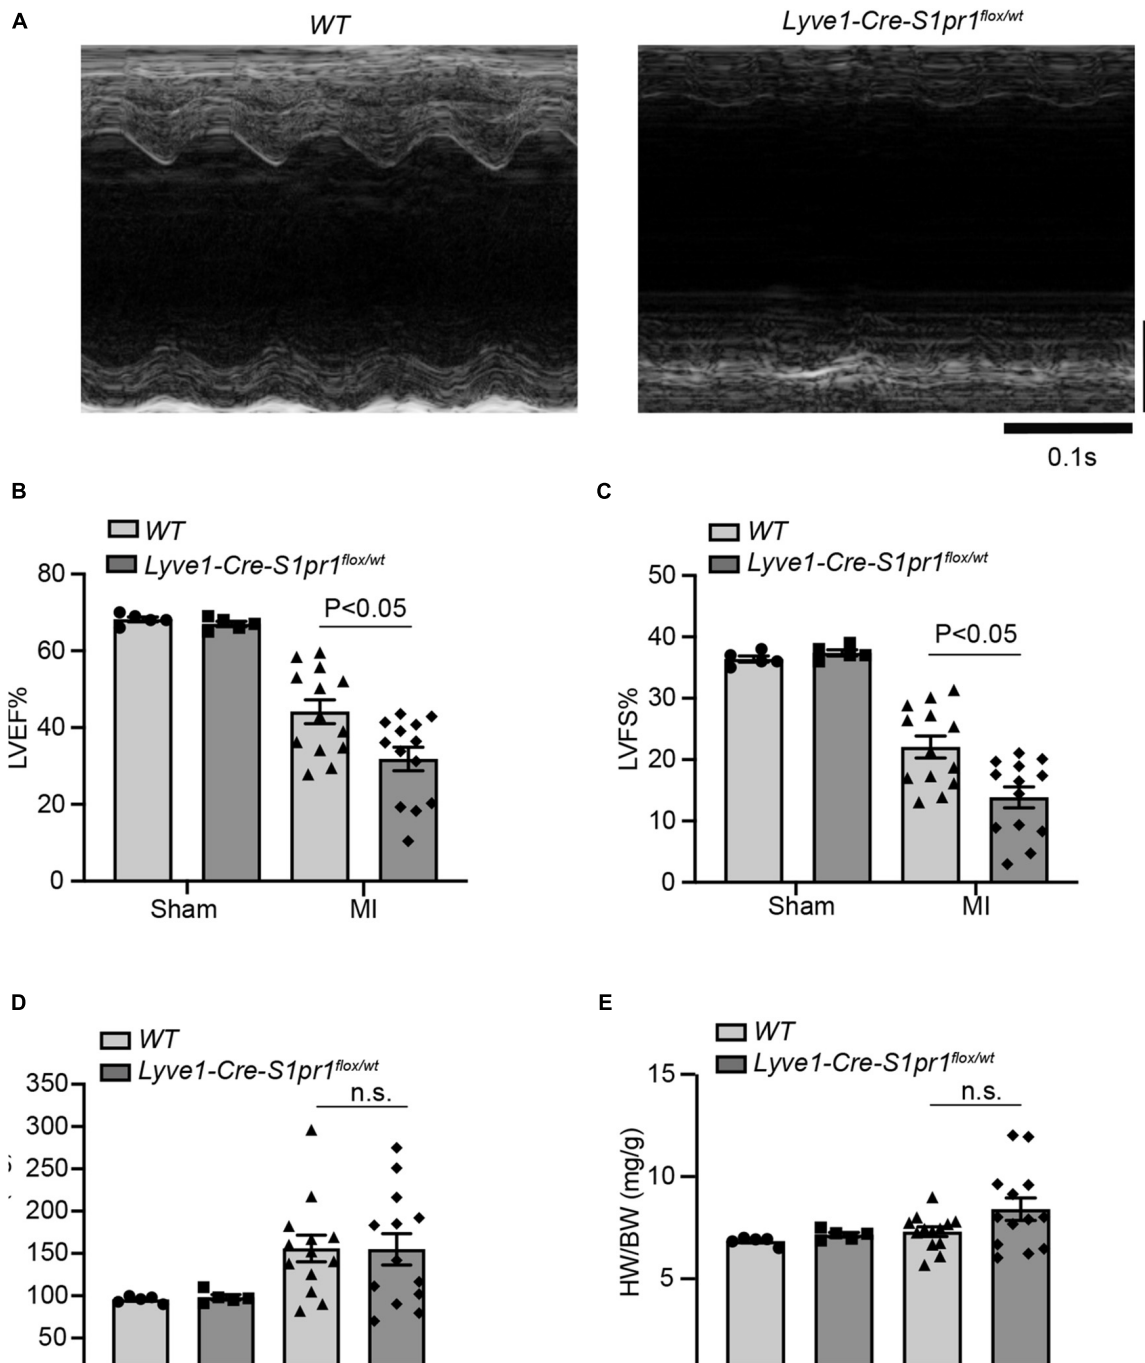 A
WT
Lyve1-Cre-S1pr1flox/wt
0.1s
B
WT
Lyve1-Cre-S1pr1flox/wt
80
60
40
20
0
LVEF%
P<0.05
Sham
MI
C
WT
Lyve1-Cre-S1pr1flox/wt
50
40
30
20
10
0
LVFS%
P<0.05
Sham
MI
D
WT
Lyve1-Cre-S1pr1flox/wt
350
300
250
200
150
100
50
n.s.
E
WT
Lyve1-Cre-S1pr1flox/wt
15
10
5
HW/BW (mg/g)
n.s.